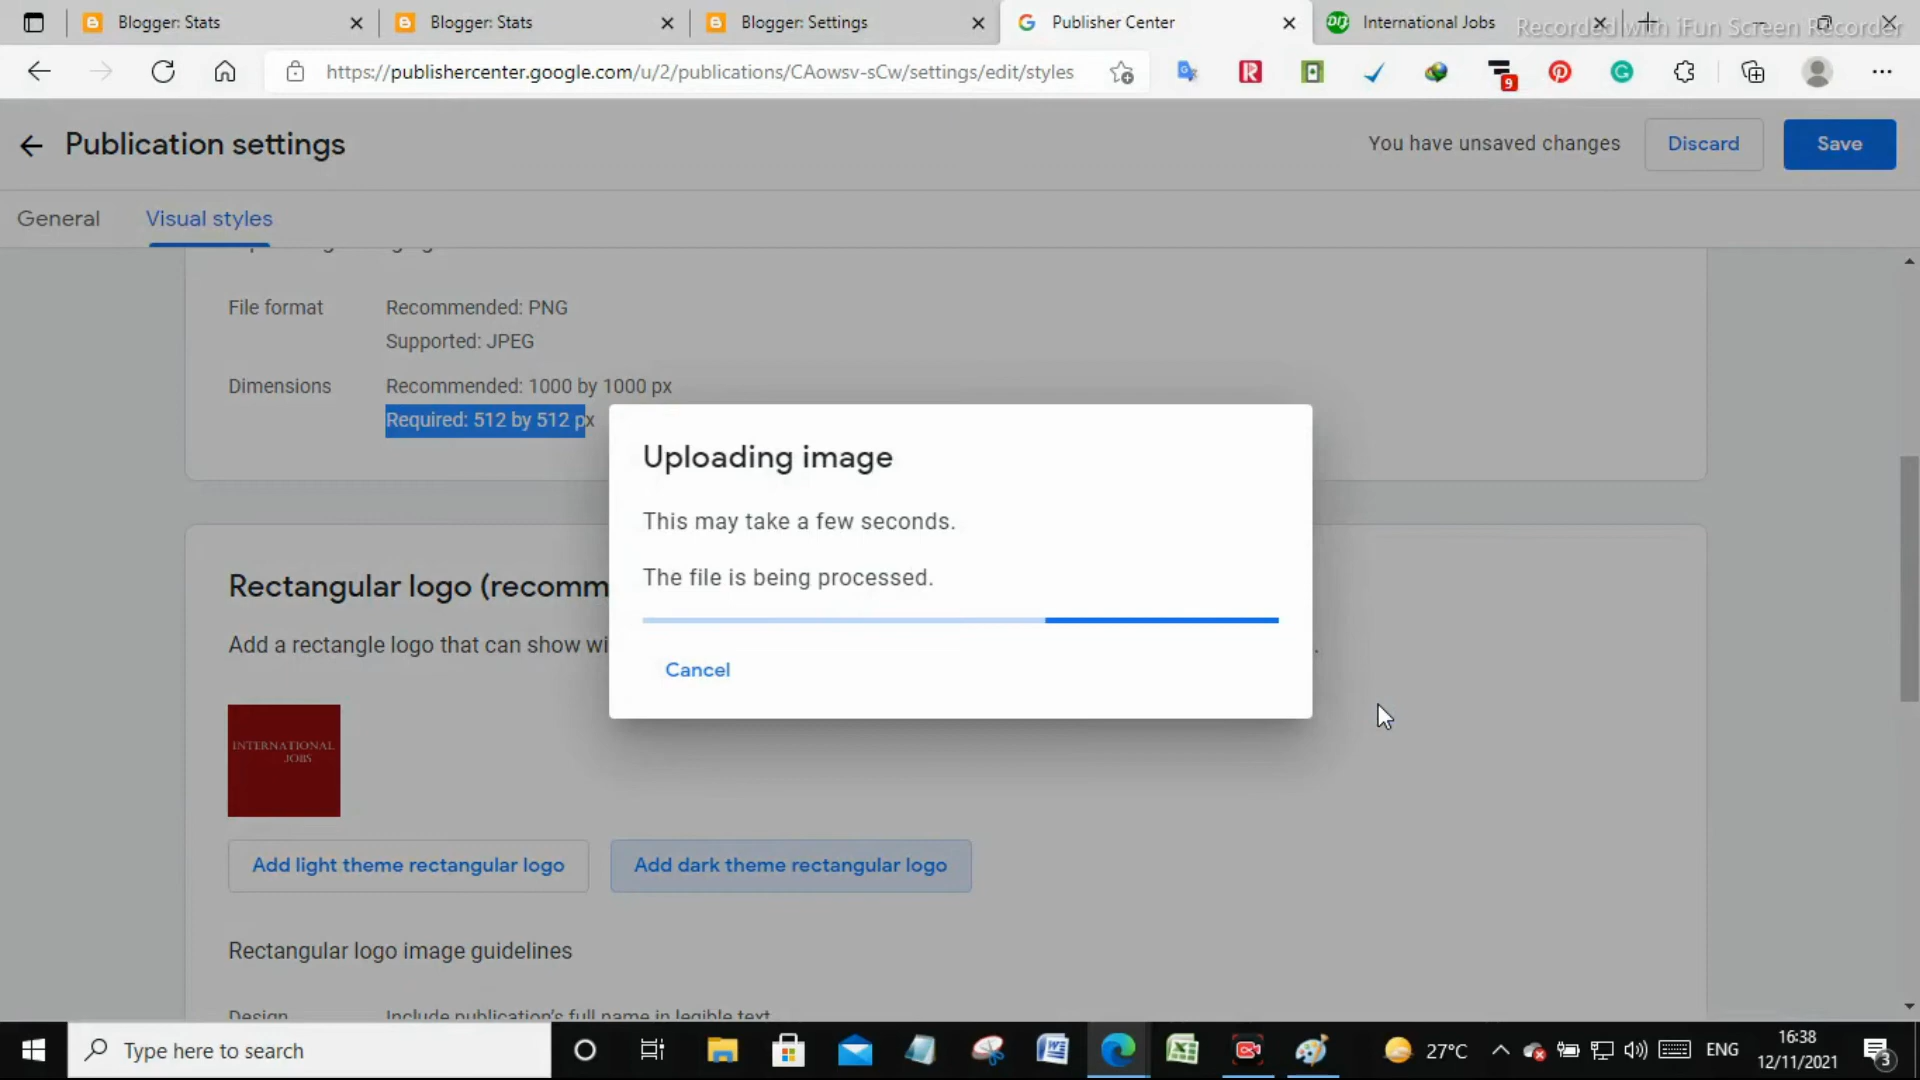 Blogger: Stats
Blogger: Stats
Blogger: Settings
Publisher Center
International Jobs
Recorded with iFun Screen Recorder
https://publishercenter.google.com/u/2/publications/CAowsv-sCw/settings/edit/styles
9
Publication settings
You have unsaved changes
Discard
Save
General
Visual styles
File format
Recommended: PNG
Supported: JPEG
Dimensions
Recommended: 1000 by 1000 px
Required: 512 by 512 px
Uploading image
This may take a few seconds.
The file is being processed.
Cancel
Rectangular logo (recomm
Add a rectangle logo that can show wi
.
INTERNATIONAL
JOBS
Add light theme rectangular logo
Add dark theme rectangular logo
Rectangular logo image guidelines
Design
Include publication's full name in legible text
Type here to search
27°C
ENG
16:38
12/11/2021
3